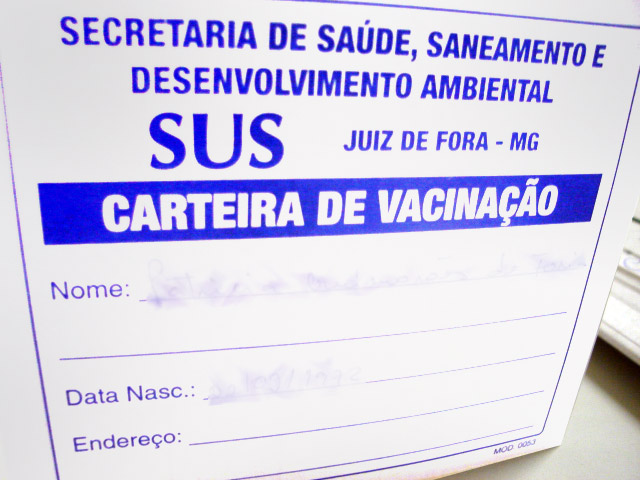 SECRETARIA DE SAÚDE, SANEAMENTO E
DESENVOLVIMENTO AMBIENTAL
SUS JUIZ DE FORA - MG
CARTEIRA DE VACINAÇÃO
Nome:
Data Nasc.:
Endereço:
MOD. 0053